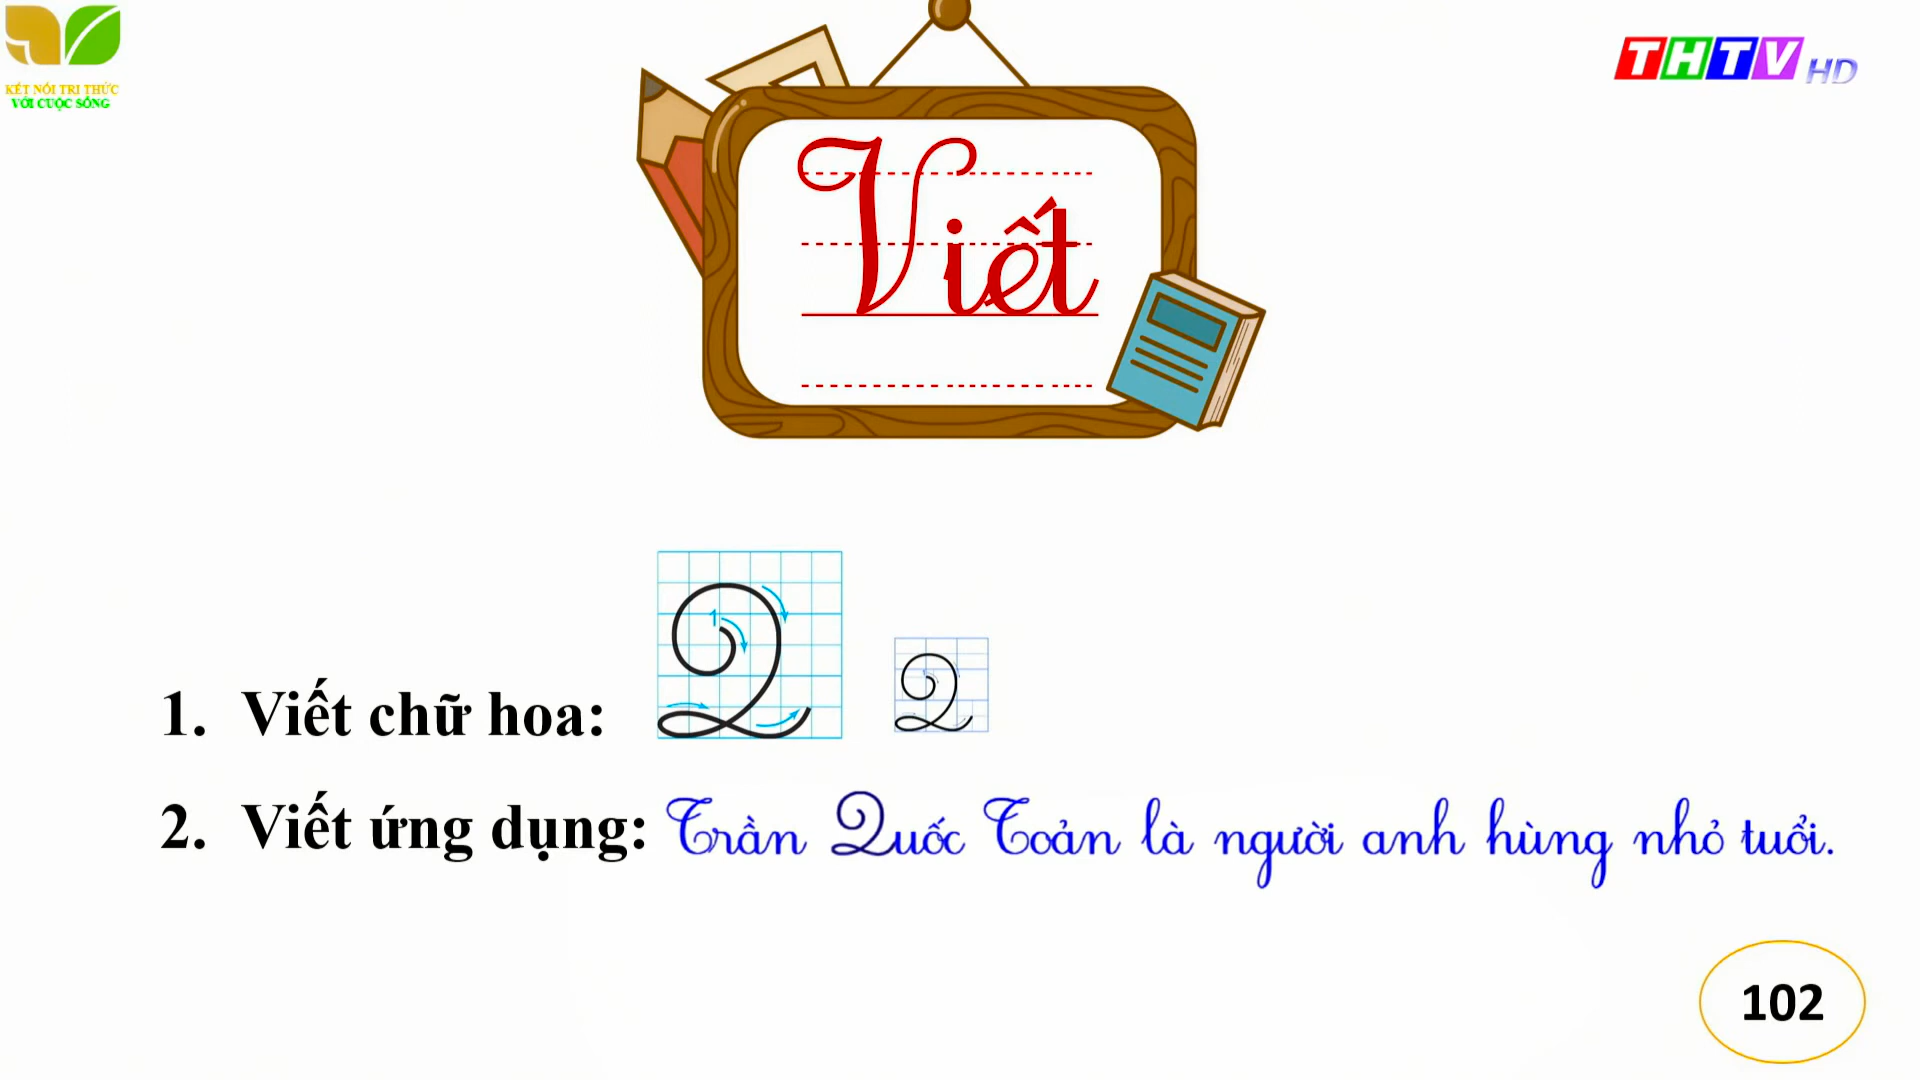 KẾT NỐI TRI THỨC
VỚI CUỘC SỐNG
THTV HD
Viết
1. Viết chữ hoa: Q Q
1
2. Viết ứng dụng: Trần Quốc Toản là người anh hùng nhỏ tuổi.
102